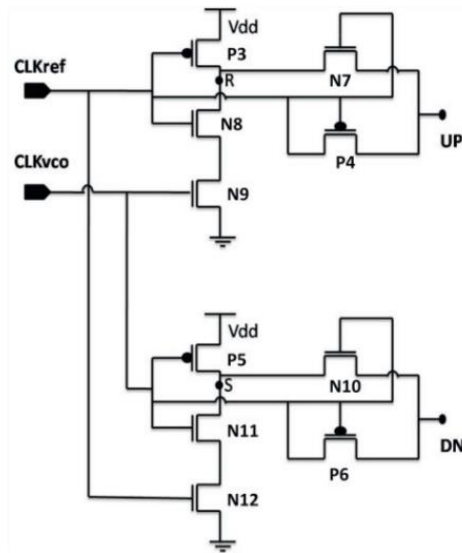 Vdd
P3
CLKref
R
N7
N8
UP
P4
CLKvco
N9
Vdd
P5
S
N10
N11
DN
P6
N12